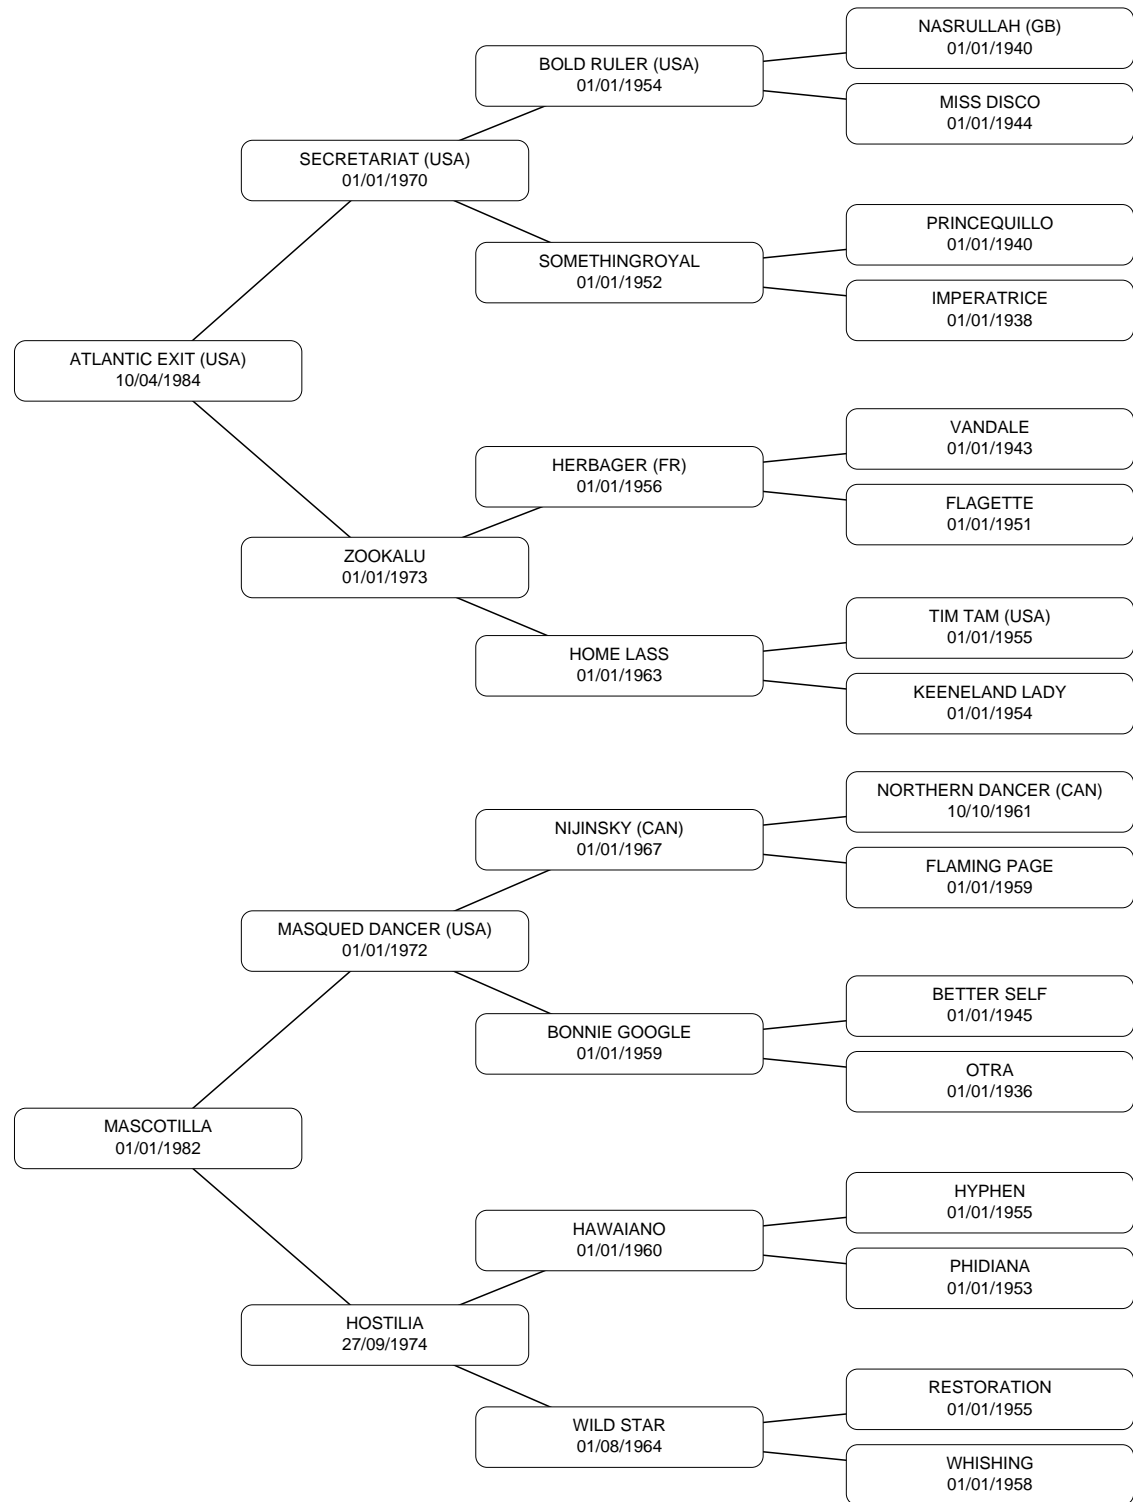 NASRULLAH (GB)
01/01/1940
BOLD RULER (USA)
01/01/1954
MISS DISCO
01/01/1944
SECRETARIAT (USA)
01/01/1970
PRINCEQUILLO
01/01/1940
SOMETHINGROYAL
01/01/1952
IMPERATRICE
01/01/1938
ATLANTIC EXIT (USA)
10/04/1984
VANDALE
01/01/1943
HERBAGER (FR)
01/01/1956
FLAGETTE
01/01/1951
ZOOKALU
01/01/1973
TIM TAM (USA)
01/01/1955
HOME LASS
01/01/1963
KEENELAND LADY
01/01/1954
NORTHERN DANCER (CAN)
10/10/1961
NIJINSKY (CAN)
01/01/1967
FLAMING PAGE
01/01/1959
MASQUED DANCER (USA)
01/01/1972
BETTER SELF
01/01/1945
BONNIE GOOGLE
01/01/1959
OTRA
01/01/1936
MASCOTILLA
01/01/1982
HYPHEN
01/01/1955
HAWAIANO
01/01/1960
PHIDIANA
01/01/1953
HOSTILIA
27/09/1974
RESTORATION
01/01/1955
WILD STAR
01/08/1964
WHISHING
01/01/1958